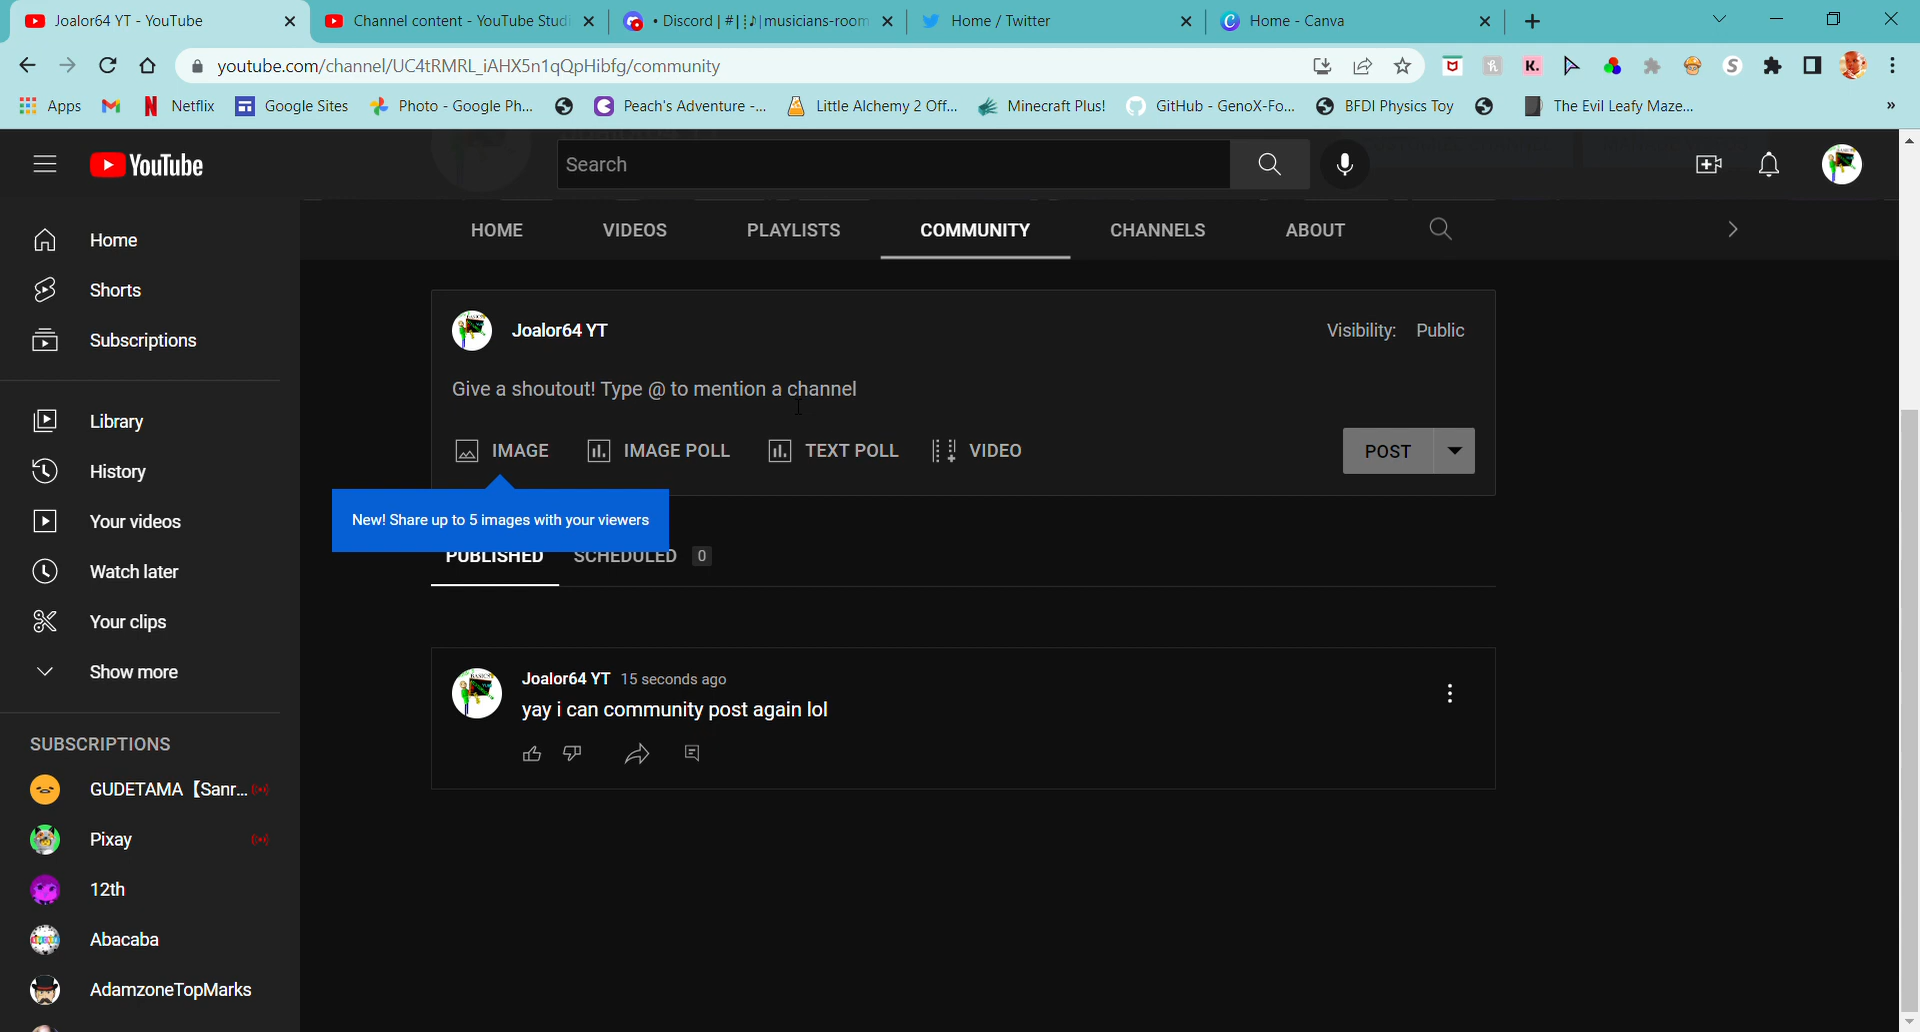 Joalor64 YT - YouTube
Channel content - YouTube Studi
• Discord | #|┊♪|musicians-room
Home / Twitter
Home - Canva
youtube.com/channel/UC4tRMRL_iAHX5n1qQpHibfg/community
Apps
Netflix
Google Sites
Photo - Google Ph...
Peach's Adventure -...
Little Alchemy 2 Off...
Minecraft Plus!
GitHub - GenoX-Fo...
BFDI Physics Toy
The Evil Leafy Maze...
»
YouTube
Search
Home
Shorts
Subscriptions
Library
History
Your videos
Watch later
Your clips
Show more
SUBSCRIPTIONS
GUDETAMA【Sanr...
Pixay
12th
Abacaba
AdamzoneTopMarks
HOME
VIDEOS
PLAYLISTS
COMMUNITY
CHANNELS
ABOUT
Joalor64 YT
Visibility: Public
Give a shoutout! Type @ to mention a channel
IMAGE
IMAGE POLL
TEXT POLL
VIDEO
POST
New! Share up to 5 images with your viewers
PUBLISHED
SCHEDULED 0
Joalor64 YT 15 seconds ago
yay i can community post again lol